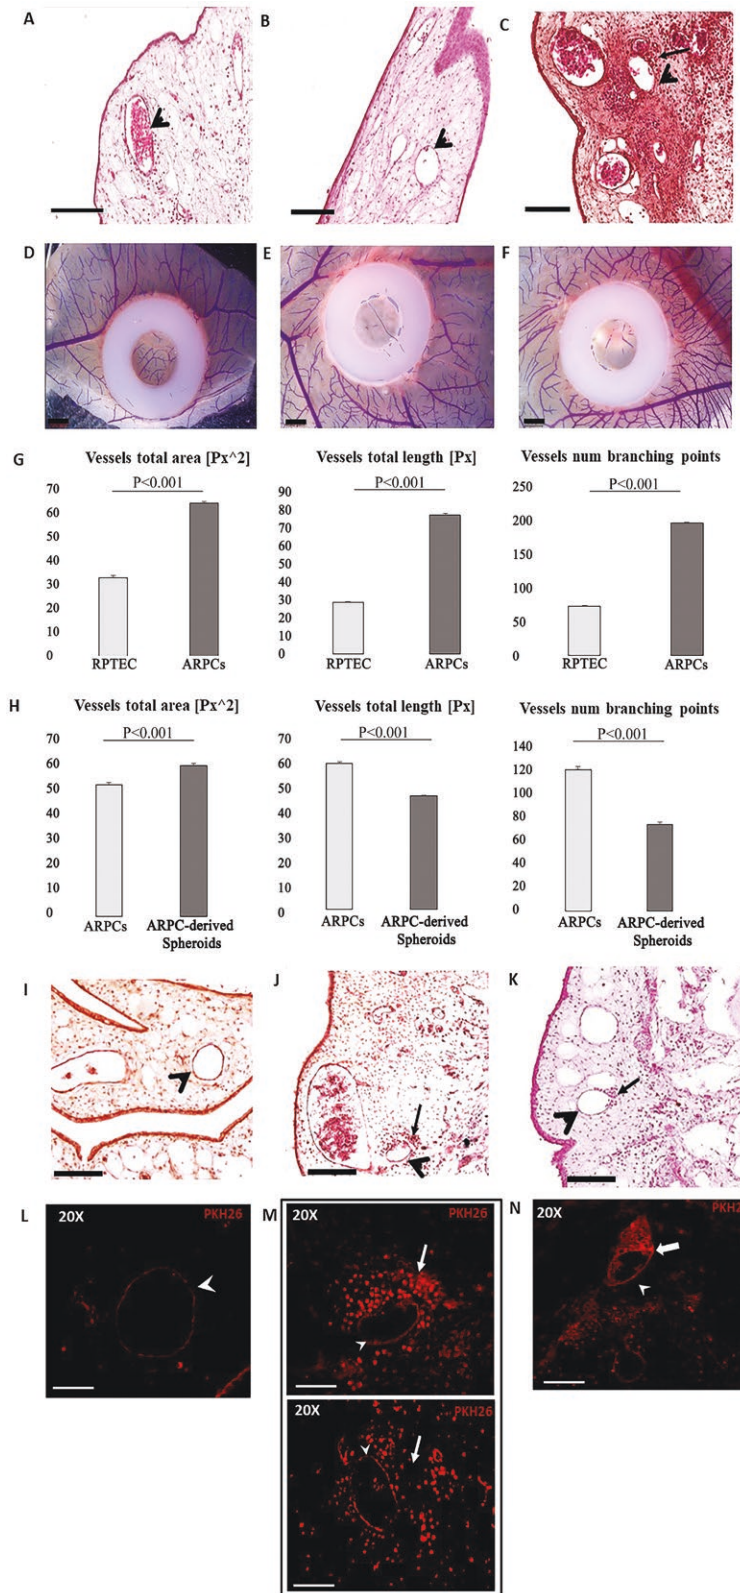 A
B
C
D
E
F
G
Vessels total area [Px^2]
P<0.001
70
60
50
40
30
20
10
0
RPTEC
ARPCs
Vessels total length [Px]
P<0.001
90
80
70
60
50
40
30
20
10
0
RPTEC
ARPCs
Vessels num branching points
P<0.001
250
200
150
100
50
0
RPTEC
ARPCs
H
Vessels total area [Px^2]
P<0.001
70
60
50
40
30
20
10
0
ARPCs
ARPC-derived
Spheroids
Vessels total length [Px]
P<0.001
70
60
50
40
30
20
10
0
ARPCs
ARPC-derived
Spheroids
Vessels num branching points
P<0.001
140
120
100
80
60
40
20
0
ARPCs
ARPC-derived
Spheroids
I
J
K
L
20X
PKH26
M
20X
PKH26
20X
PKH26
N
20X
PKH2